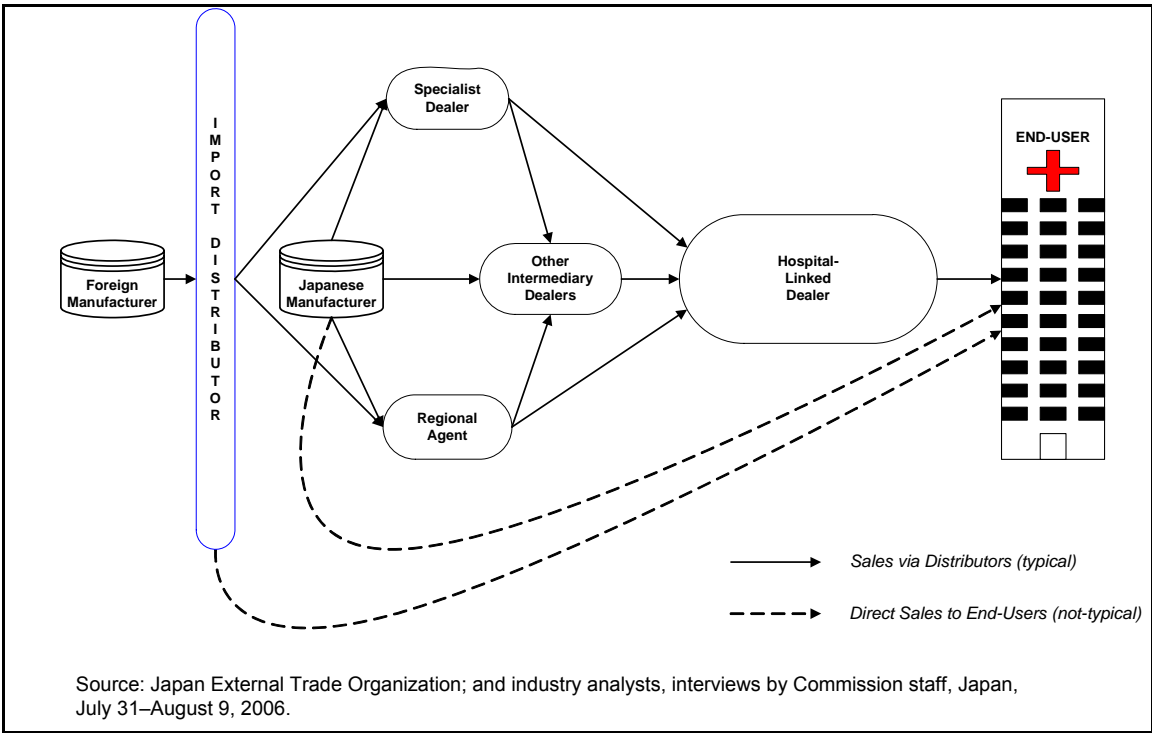 IMPORT DISTRIBUTOR
Specialist
Dealer
END-USER
Foreign
Manufacturer
Japanese
Manufacturer
Other
Intermediary
Dealers
Hospital-
Linked
Dealer
Regional
Agent
Sales via Distributors (typical)
Direct Sales to End-Users (not-typical)
Source: Japan External Trade Organization; and industry analysts, interviews by Commission staff, Japan,
July 31–August 9, 2006.